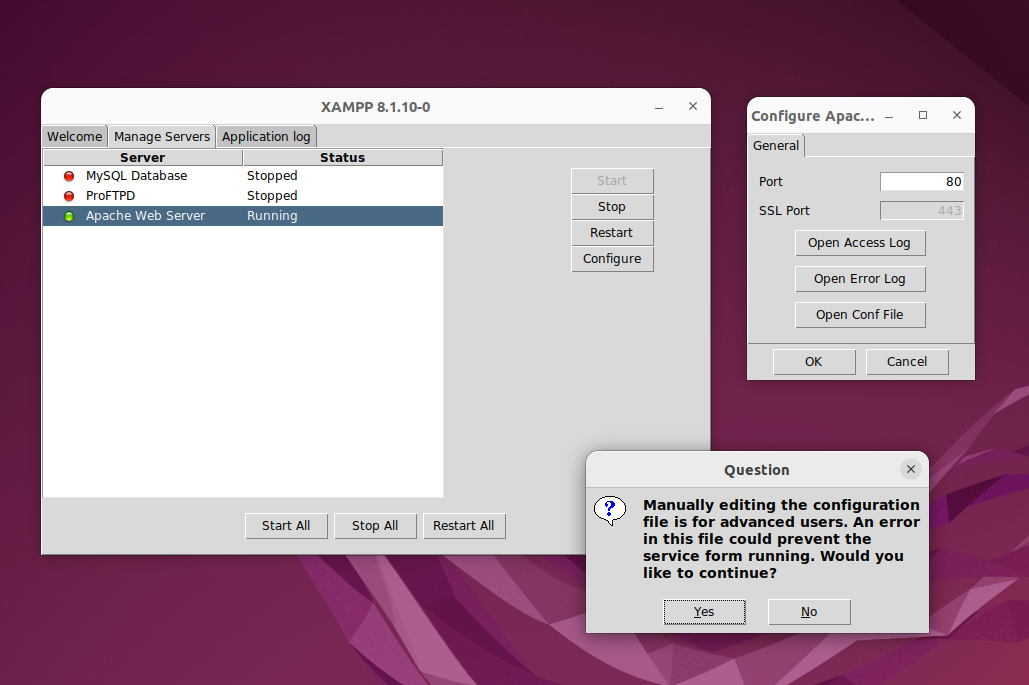 XAMPP 8.1.10-0
Welcome
Manage Servers
Application log
Server Status
MySQL Database Stopped
ProFTPD Stopped
Apache Web Server Running
Start
Stop
Restart
Configure
Start All
Stop All
Restart All
Configure Apac...
General
Port 80
SSL Port 443
Open Access Log
Open Error Log
Open Conf File
OK
Cancel
Question
?
Manually editing the configuration
file is for advanced users. An error
in this file could prevent the
service form running. Would you
like to continue?
Yes
No